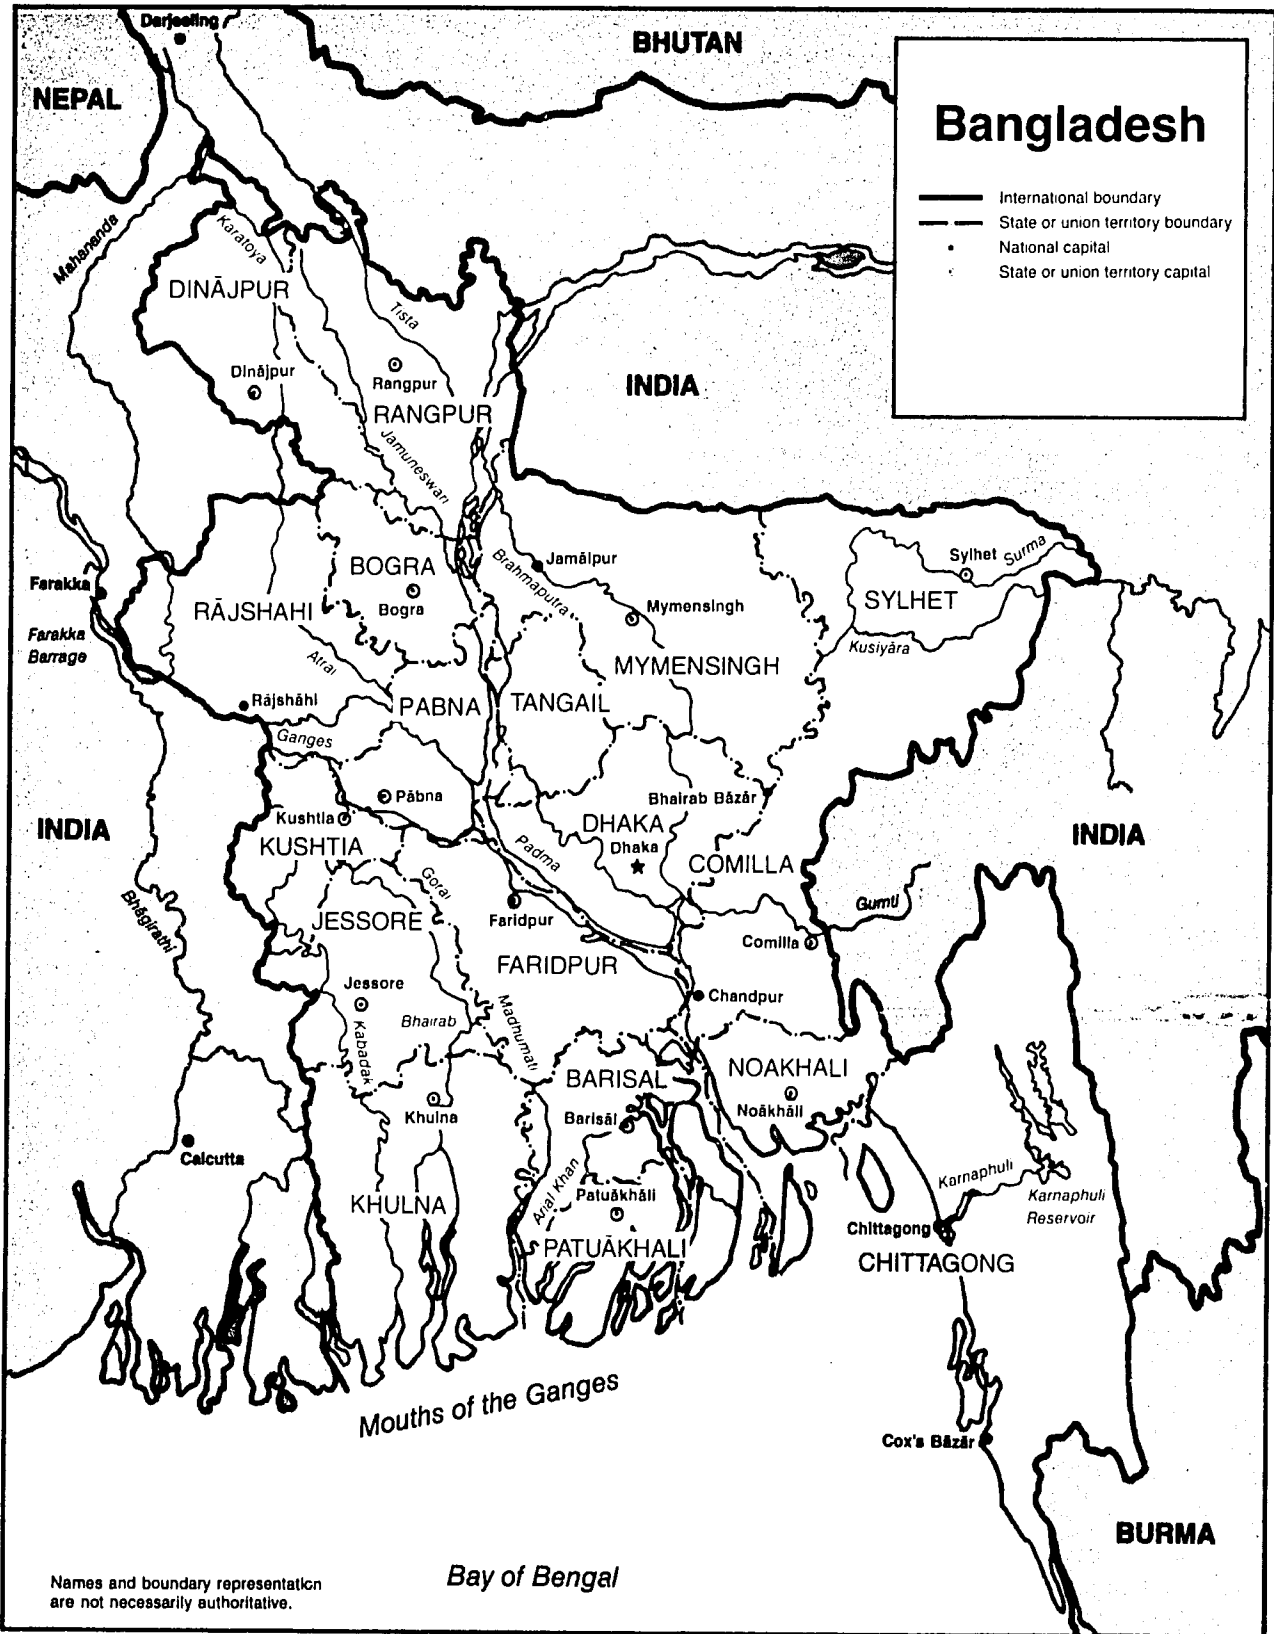 Darjeeling
BHUTAN
NEPAL
Bangladesh
International boundary
State or union territory boundary
National capital
State or union territory capital
Mahananda
Karatoya
DINĀJPUR
Tista
Dinājpur
Rangpur
RANGPUR
INDIA
Jamuneswari
BOGRA
Bogra
Brahmaputra
Jamālpur
Sylhet
Surma
SYLHET
Farakka
RĀJSHAHI
Mymensingh
Farakka
Barrage
Kusiyāra
Atrai
MYMENSINGH
Rājshāhi
PABNA
TANGAIL
Ganges
Pābna
Bhairab Bāzār
Kushtia
DHAKA
INDIA
INDIA
KUSHTIA
Dhaka
Padma
COMILLA
Gorai
Bhāgirathi
JESSORE
Faridpur
Gumti
Comilla
FARIDPUR
Jessore
Chandpur
Madhumati
Bhairab
Kabadak
NOAKHALI
BARISAL
Noākhāli
Khulna
Barisāl
Calcutta
Karnaphuli
Arial Khan
Patuākhāli
Karnaphuli
Reservoir
KHULNA
Chittagong
PATUĀKHALI
CHITTAGONG
Mouths of the Ganges
Cox's Bāzār
BURMA
Bay of Bengal
Names and boundary representation
are not necessarily authoritative.